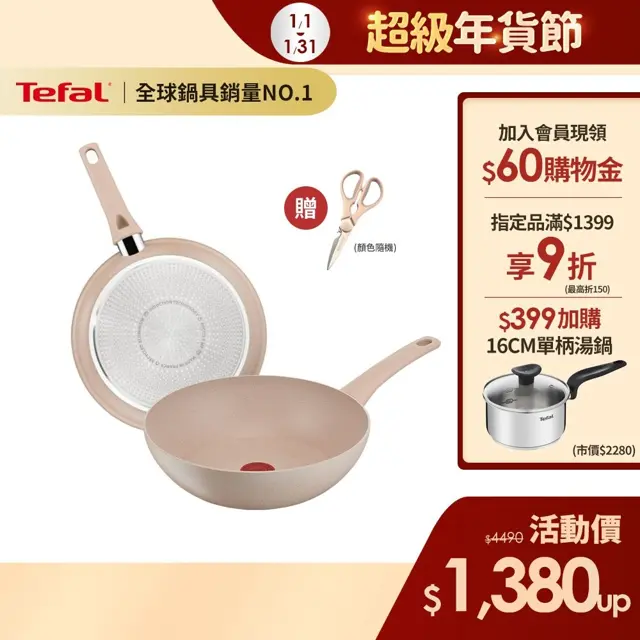 1/1
1/31
超級年貨節
Tefal 全球鍋具銷量NO.1
贈
(顏色隨機)
加入會員現領
$60購物金
指定品滿$1399
享9折
(最高折150)
$399加購
16CM單柄湯鍋
Tefal
(市價$2280)
$4490 活動價
$1,380up